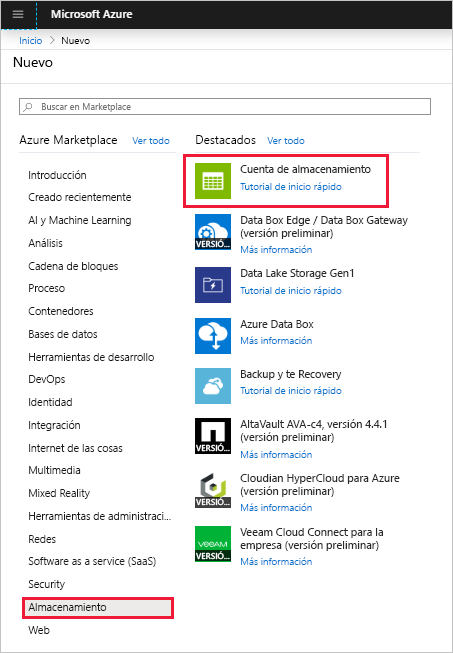 Microsoft Azure
Inicio > Nuevo
Nuevo
Buscar en Marketplace
Azure Marketplace Ver todo
Introducción
Creado recientemente
AI y Machine Learning
Análisis
Cadena de bloques
Proceso
Contenedores
Bases de datos
Herramientas de desarrollo
DevOps
Identidad
Integración
Internet de las cosas
Multimedia
Mixed Reality
Herramientas de administraci...
Redes
Software as a service (SaaS)
Security
Almacenamiento
Web
Destacados Ver todo
Cuenta de almacenamiento
Tutorial de inicio rápido
VERSIÓ...
Data Box Edge / Data Box Gateway
(versión preliminar)
Más información
Data Lake Storage Gen1
Tutorial de inicio rápido
Azure Data Box
Más información
Backup y te Recovery
Tutorial de inicio rápido
VERSIÓ...
AltaVault AVA-c4, versión 4.4.1
(versión preliminar)
Más información
VERSIÓ...
Cloudian HyperCloud para Azure
(versión preliminar)
Más información
VEEAM
VERSIÓ...
Veeam Cloud Connect para la
empresa (versión preliminar)
Más información